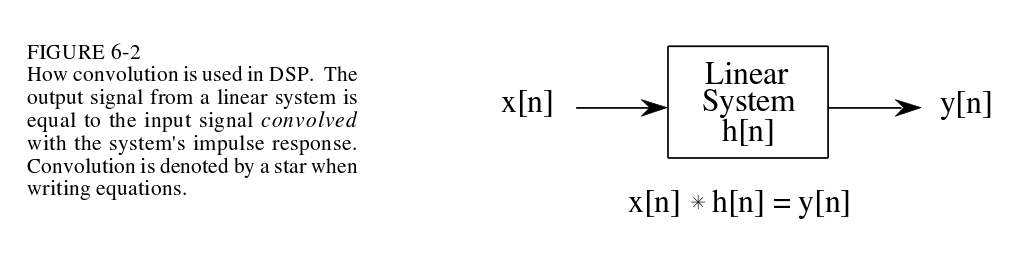 FIGURE 6-2
How convolution is used in DSP. The
output signal from a linear system is
equal to the input signal convolved
with the system's impulse response.
Convolution is denoted by a star when
writing equations.
x[n]
Linear
System
h[n]
y[n]
x[n] ∗ h[n] = y[n]